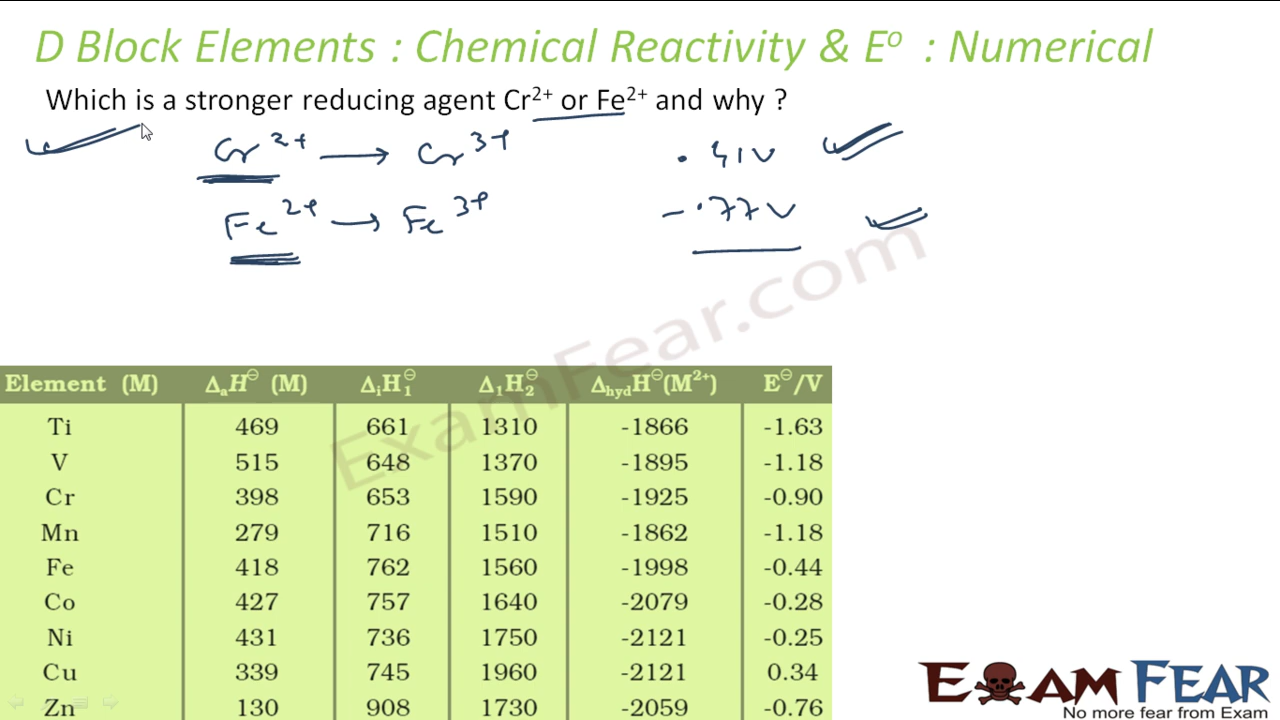 D Block Elements : Chemical Reactivity & E⁰ : Numerical
Which is a stronger reducing agent Cr²⁺ or Fe²⁺ and why ?
Cr²⁺ → Cr³⁺ .41V
Fe²⁺ → Fe³⁺ -.77V
ExamFear.com
Element (M) ΔₐH⊖ (M) ΔᵢH₁⊖ Δ₁H₂⊖ ΔhydH⊖(M²⁺) E⊖/V
Ti 469 661 1310 -1866 -1.63
V 515 648 1370 -1895 -1.18
Cr 398 653 1590 -1925 -0.90
Mn 279 716 1510 -1862 -1.18
Fe 418 762 1560 -1998 -0.44
Co 427 757 1640 -2079 -0.28
Ni 431 736 1750 -2121 -0.25
Cu 339 745 1960 -2121 0.34
Zn 130 908 1730 -2059 -0.76
EXAM FEAR
No more fear from Exam